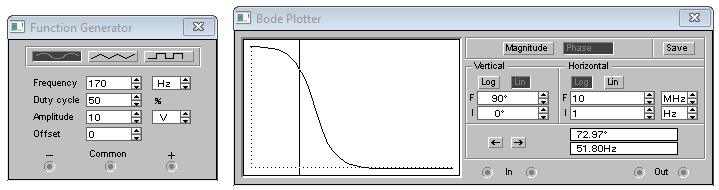 Function Generator
Frequency 170 Hz
Duty cycle 50 %
Amplitude 10 V
Offset 0
− Common +
Bode Plotter
Magnitude Phase Save
Vertical Horizontal
Log Lin Log Lin
F 90° F 10 MHz
I 0° I 1 Hz
72.97°
51.80Hz
In Out